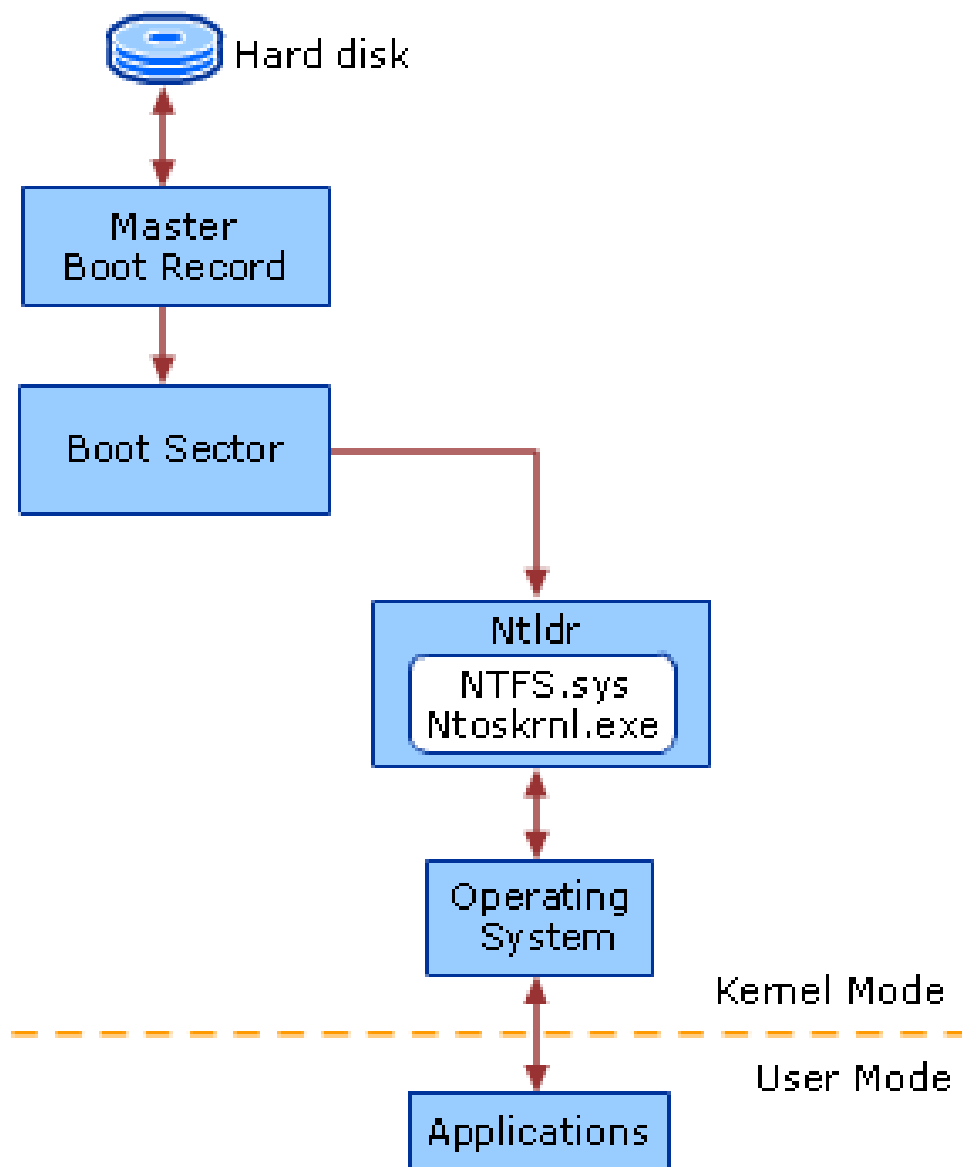 Hard disk
Master
Boot Record
Boot Sector
Ntldr
NTFS.sys
Ntoskrnl.exe
Operating
System
Kernel Mode
User Mode
Applications